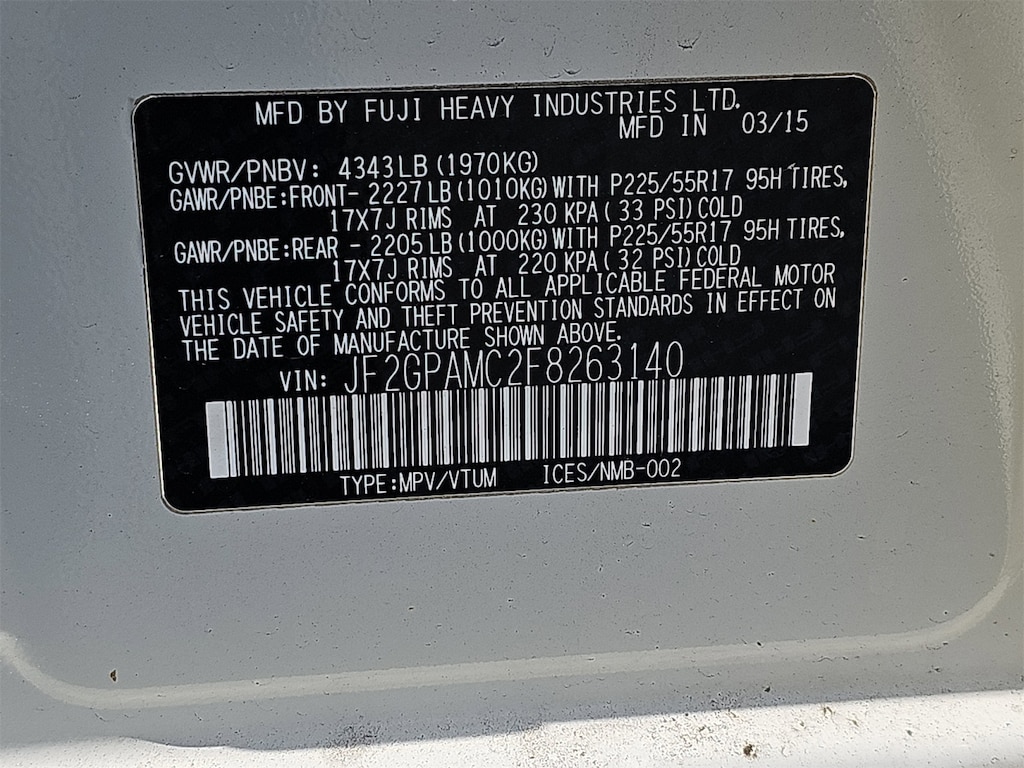 MFD BY FUJI HEAVY INDUSTRIES LTD.
MFD IN 03/15
GVWR/PNBV: 4343LB (1970KG)
GAWR/PNBE:FRONT- 2227LB (1010KG) WITH P225/55R17 95H TIRES,
17X7J RIMS AT 230 KPA (33 PSI) COLD
GAWR/PNBE:REAR - 2205LB (1000KG) WITH P225/55R17 95H TIRES,
17X7J RIMS AT 220 KPA (32 PSI) COLD
THIS VEHICLE CONFORMS TO ALL APPLICABLE FEDERAL MOTOR
VEHICLE SAFETY AND THEFT PREVENTION STANDARDS IN EFFECT ON
THE DATE OF MANUFACTURE SHOWN ABOVE.
VIN: JF2GPAMC2F8263140
TYPE:MPV/VTUM ICES/NMB-002